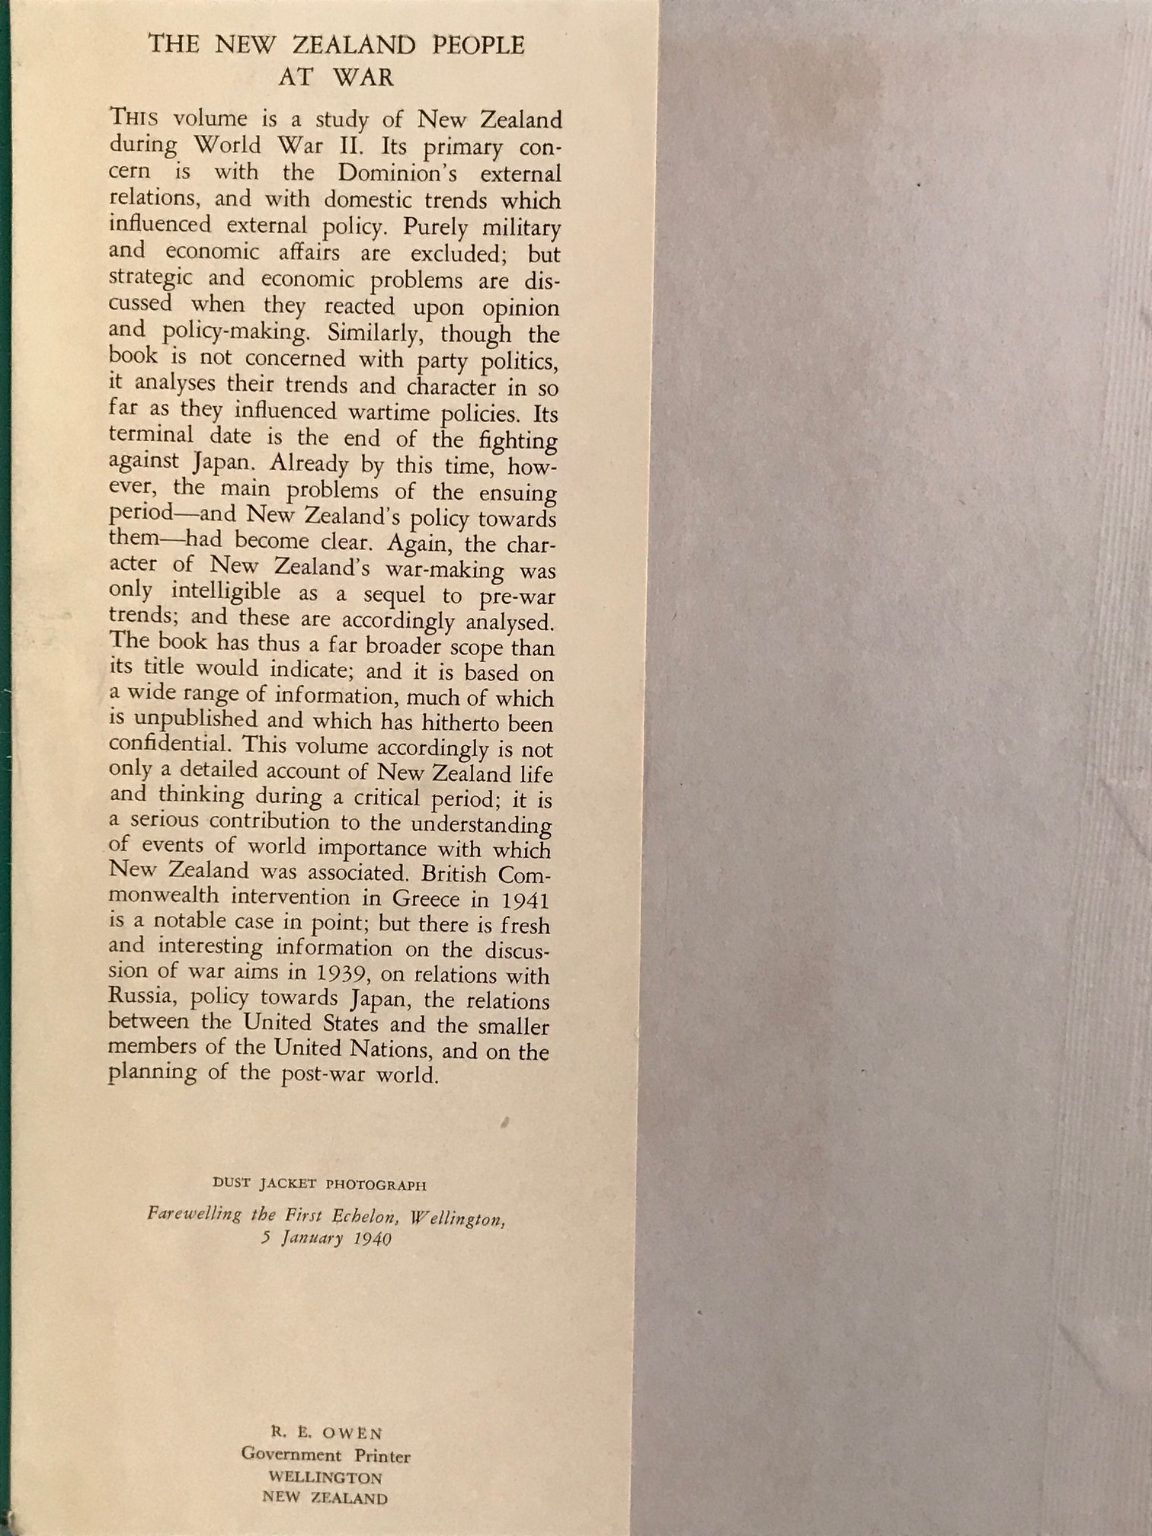 THE NEW ZEALAND PEOPLE
AT WAR
THIS volume is a study of New Zealand
during World War II. Its primary con-
cern is with the Dominion's external
relations, and with domestic trends which
influenced external policy. Purely military
and economic affairs are excluded; but
strategic and economic problems are dis-
cussed when they reacted upon opinion
and policy-making. Similarly, though the
book is not concerned with party politics,
it analyses their trends and character in so
far as they influenced wartime policies. Its
terminal date is the end of the fighting
against Japan. Already by this time, how-
ever, the main problems of the ensuing
period—and New Zealand's policy towards
them—had become clear. Again, the char-
acter of New Zealand's war-making was
only intelligible as a sequel to pre-war
trends; and these are accordingly analysed.
The book has thus a far broader scope than
its title would indicate; and it is based on
a wide range of information, much of which
is unpublished and which has hitherto been
confidential. This volume accordingly is not
only a detailed account of New Zealand life
and thinking during a critical period; it is
a serious contribution to the understanding
of events of world importance with which
New Zealand was associated. British Com-
monwealth intervention in Greece in 1941
is a notable case in point; but there is fresh
and interesting information on the discus-
sion of war aims in 1939, on relations with
Russia, policy towards Japan, the relations
between the United States and the smaller
members of the United Nations, and on the
planning of the post-war world.
DUST JACKET PHOTOGRAPH
Farewelling the First Echelon, Wellington,
5 January 1940
R. E. OWEN
Government Printer
WELLINGTON
NEW ZEALAND